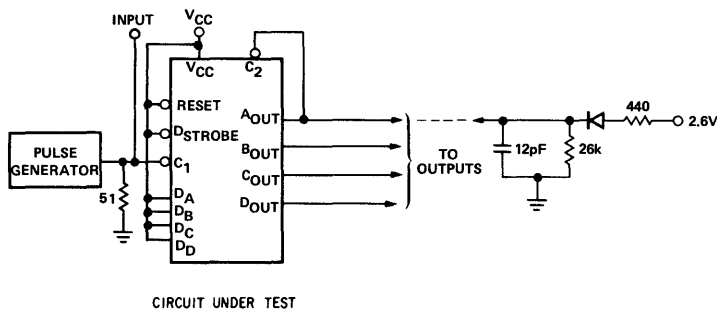 INPUT
VCC
VCC
C2
RESET
DSTROBE
C1
DA
DB
DC
DD
AOUT
BOUT
COUT
DOUT
PULSE
GENERATOR
51
TO
OUTPUTS
12pF
26k
440
2.6V
CIRCUIT UNDER TEST